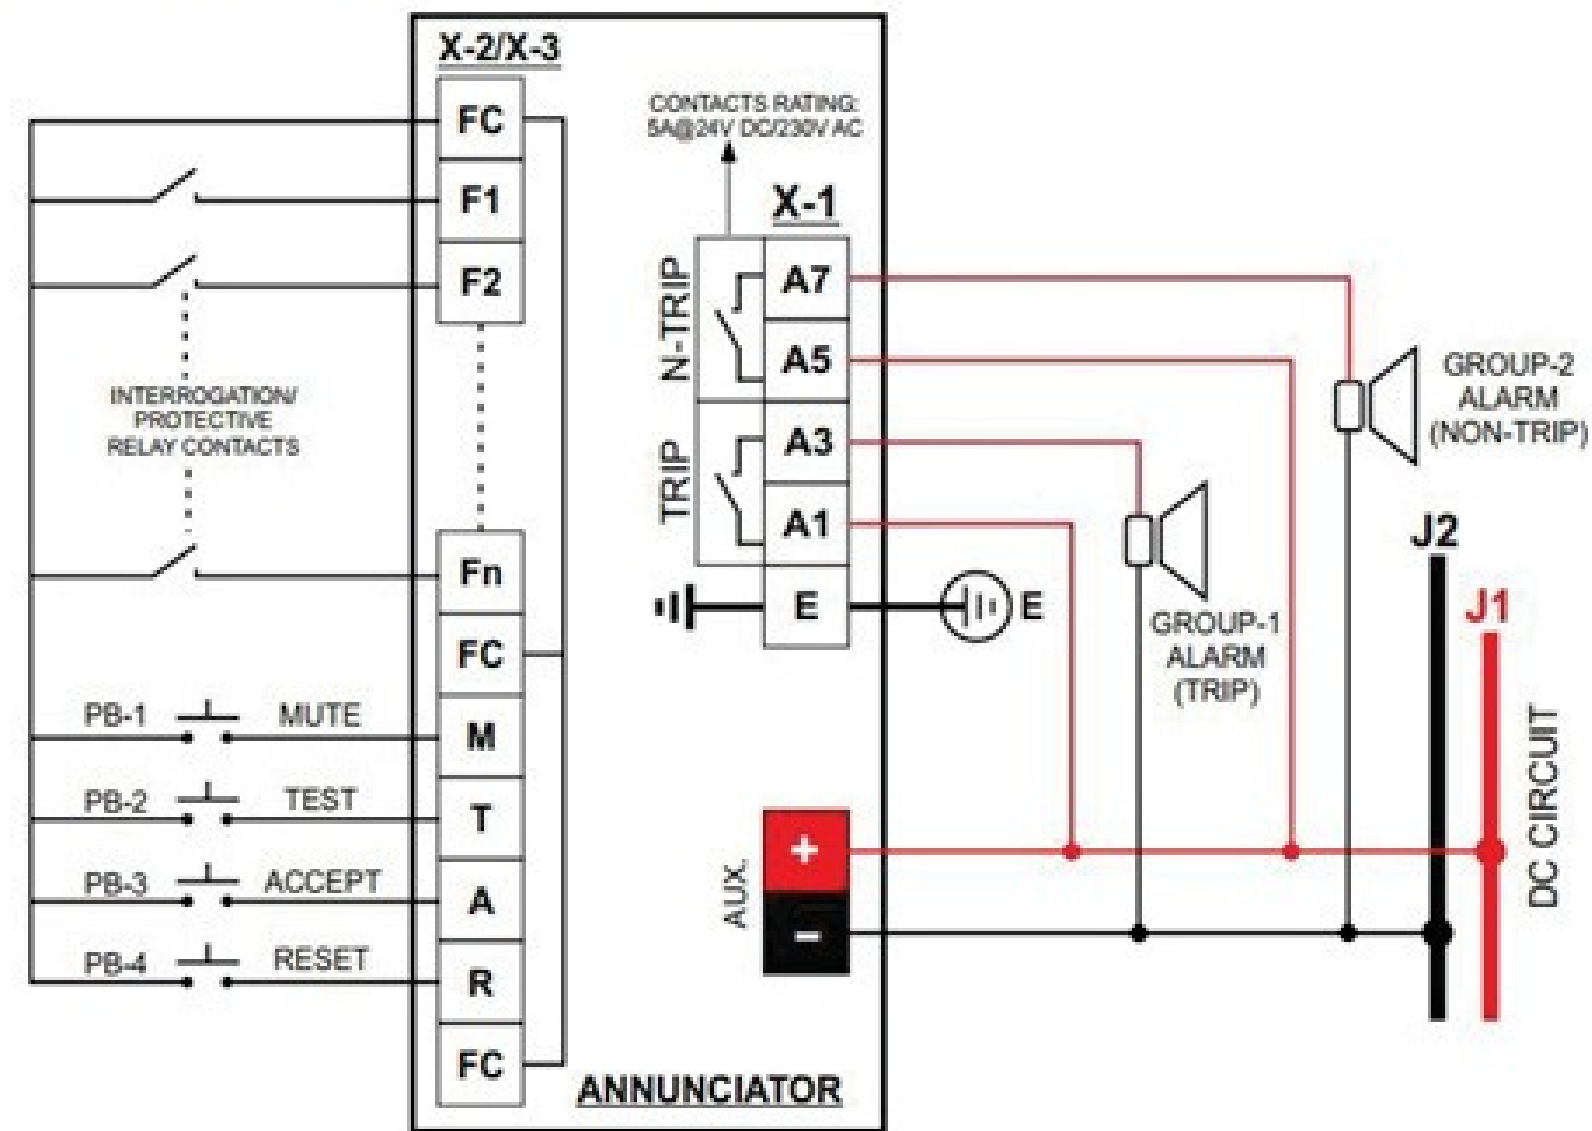 X-2/X-3
FC
F1
F2
INTERROGATION/
PROTECTIVE
RELAY CONTACTS
Fn
FC
PB-1 MUTE M
PB-2 TEST T
PB-3 ACCEPT A
PB-4 RESET R
FC
CONTACTS RATING:
5A@24V DC/230V AC
X-1
N-TRIP
A7
A5
TRIP
A3
A1
E
E
GROUP-2
ALARM
(NON-TRIP)
GROUP-1
ALARM
(TRIP)
J2
J1
DC CIRCUIT
AUX.
+
-
ANNUNCIATOR